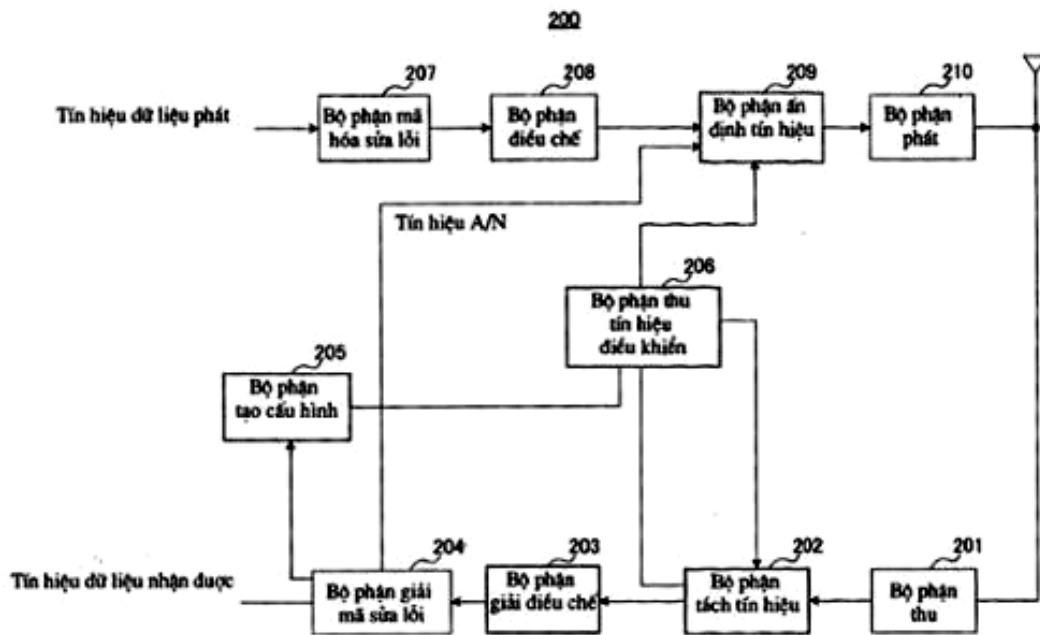 200
207
208
209
210
Tín hiệu dữ liệu phát
Bộ phận mã
hóa sửa lỗi
Bộ phận
điều chế
Bộ phận ấn
định tín hiệu
Bộ phận
phát
Tín hiệu A/N
206
Bộ phận thu
tín hiệu
điều khiển
205
Bộ phận
tạo cấu hình
204
203
202
201
Tín hiệu dữ liệu nhận được
Bộ phận giải
mã sửa lỗi
Bộ phận
giải điều chế
Bộ phận
tách tín hiệu
Bộ phận
thu